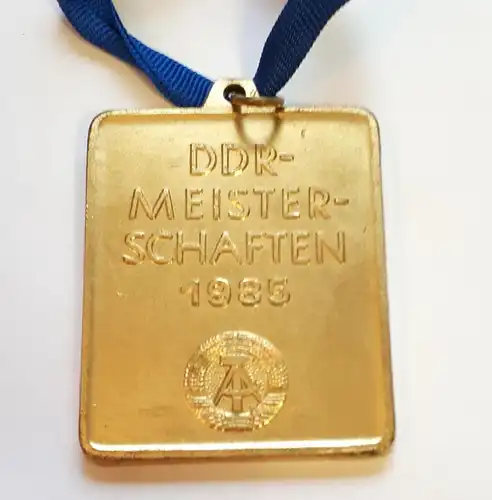 DDR-
MEISTER-
SCHAFTEN
1985